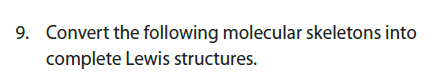 9. Convert the following molecular skeletons into
complete Lewis structures.